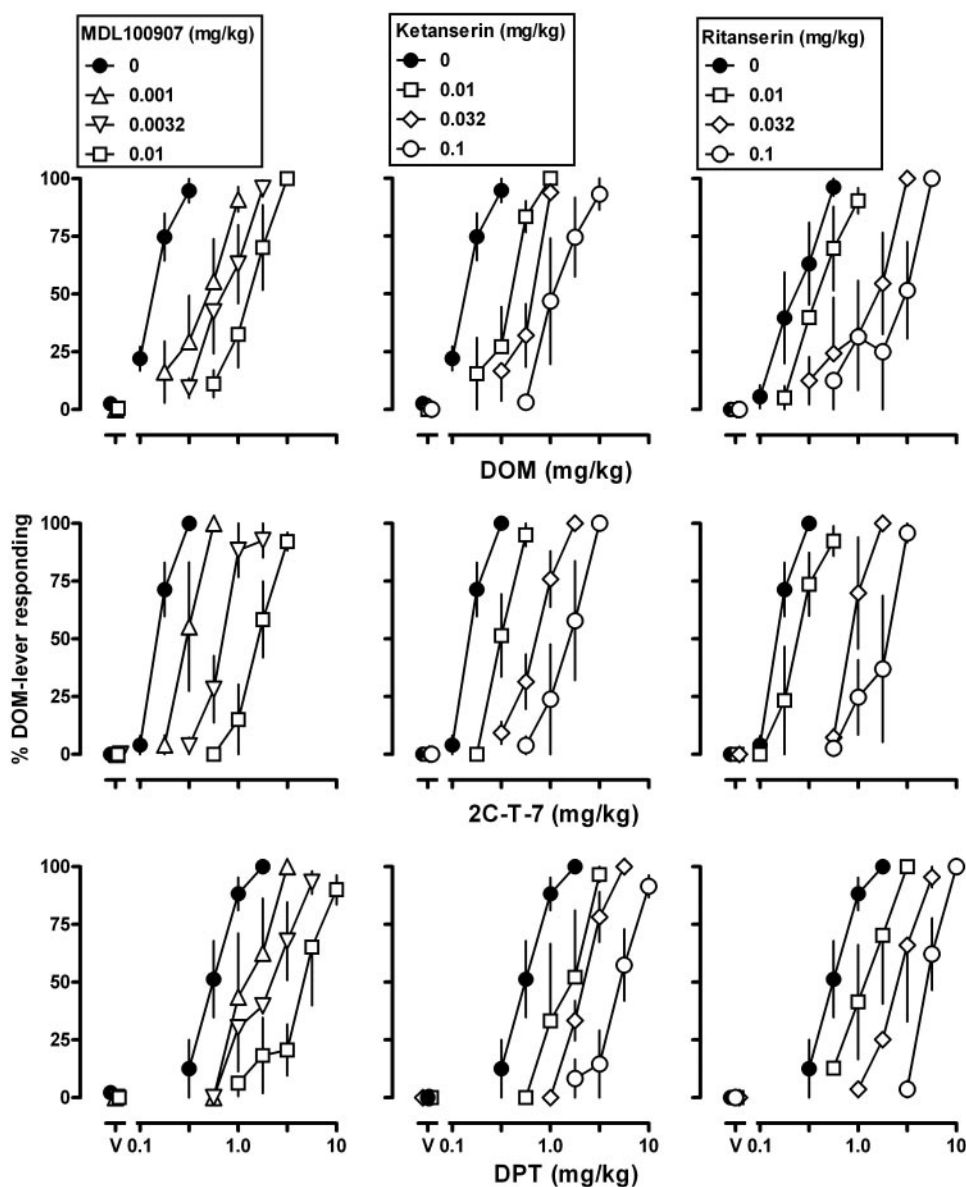 MDL100907 (mg/kg)
0
0.001
0.0032
0.01
Ketanserin (mg/kg)
0
0.01
0.032
0.1
Ritanserin (mg/kg)
0
0.01
0.032
0.1
% DOM-lever responding
100
75
50
25
0
DOM (mg/kg)
100
75
50
25
0
2C-T-7 (mg/kg)
100
75
50
25
0
V 0.1 1.0 10
V 0.1 1.0 10
V 0.1 1.0 10
DPT (mg/kg)